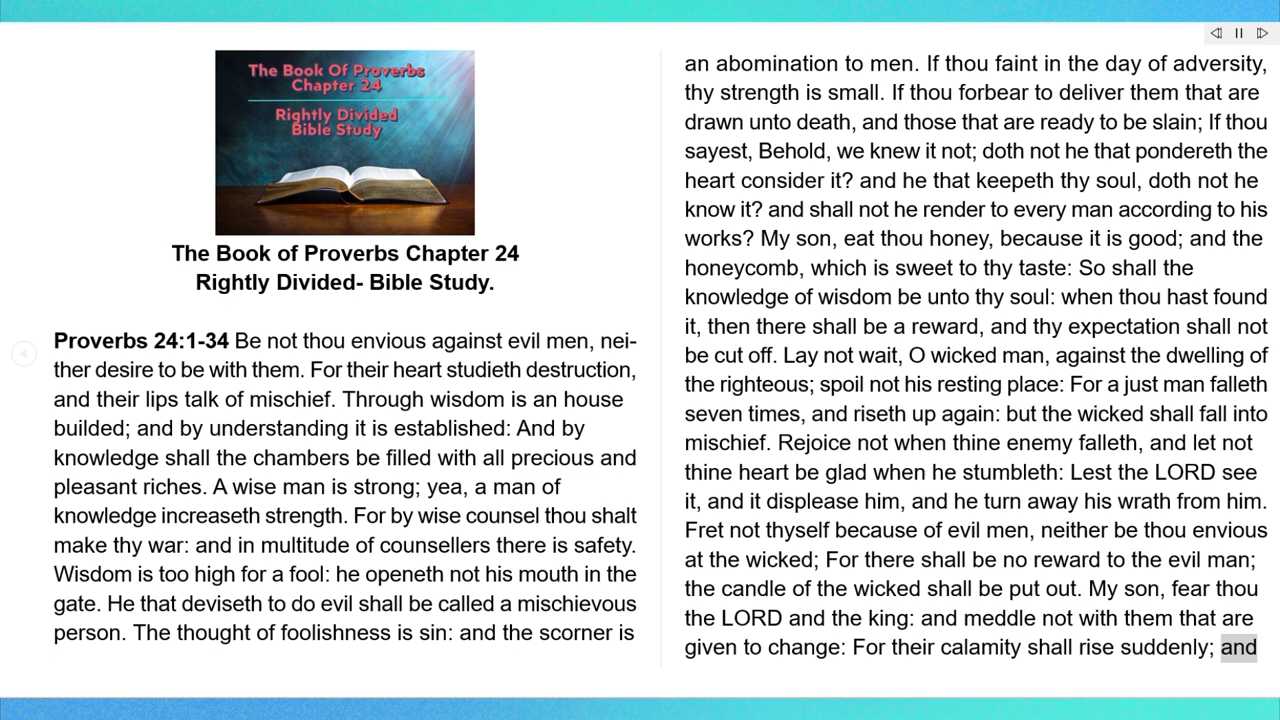 The Book Of Proverbs
Chapter 24
Rightly Divided
Bible Study
The Book of Proverbs Chapter 24
Rightly Divided- Bible Study.
Proverbs 24:1-34 Be not thou envious against evil men, nei-
ther desire to be with them. For their heart studieth destruction,
and their lips talk of mischief. Through wisdom is an house
builded; and by understanding it is established: And by
knowledge shall the chambers be filled with all precious and
pleasant riches. A wise man is strong; yea, a man of
knowledge increaseth strength. For by wise counsel thou shalt
make thy war: and in multitude of counsellers there is safety.
Wisdom is too high for a fool: he openeth not his mouth in the
gate. He that deviseth to do evil shall be called a mischievous
person. The thought of foolishness is sin: and the scorner is
an abomination to men. If thou faint in the day of adversity,
thy strength is small. If thou forbear to deliver them that are
drawn unto death, and those that are ready to be slain; If thou
sayest, Behold, we knew it not; doth not he that pondereth the
heart consider it? and he that keepeth thy soul, doth not he
know it? and shall not he render to every man according to his
works? My son, eat thou honey, because it is good; and the
honeycomb, which is sweet to thy taste: So shall the
knowledge of wisdom be unto thy soul: when thou hast found
it, then there shall be a reward, and thy expectation shall not
be cut off. Lay not wait, O wicked man, against the dwelling of
the righteous; spoil not his resting place: For a just man falleth
seven times, and riseth up again: but the wicked shall fall into
mischief. Rejoice not when thine enemy falleth, and let not
thine heart be glad when he stumbleth: Lest the LORD see
it, and it displease him, and he turn away his wrath from him.
Fret not thyself because of evil men, neither be thou envious
at the wicked; For there shall be no reward to the evil man;
the candle of the wicked shall be put out. My son, fear thou
the LORD and the king: and meddle not with them that are
given to change: For their calamity shall rise suddenly; and